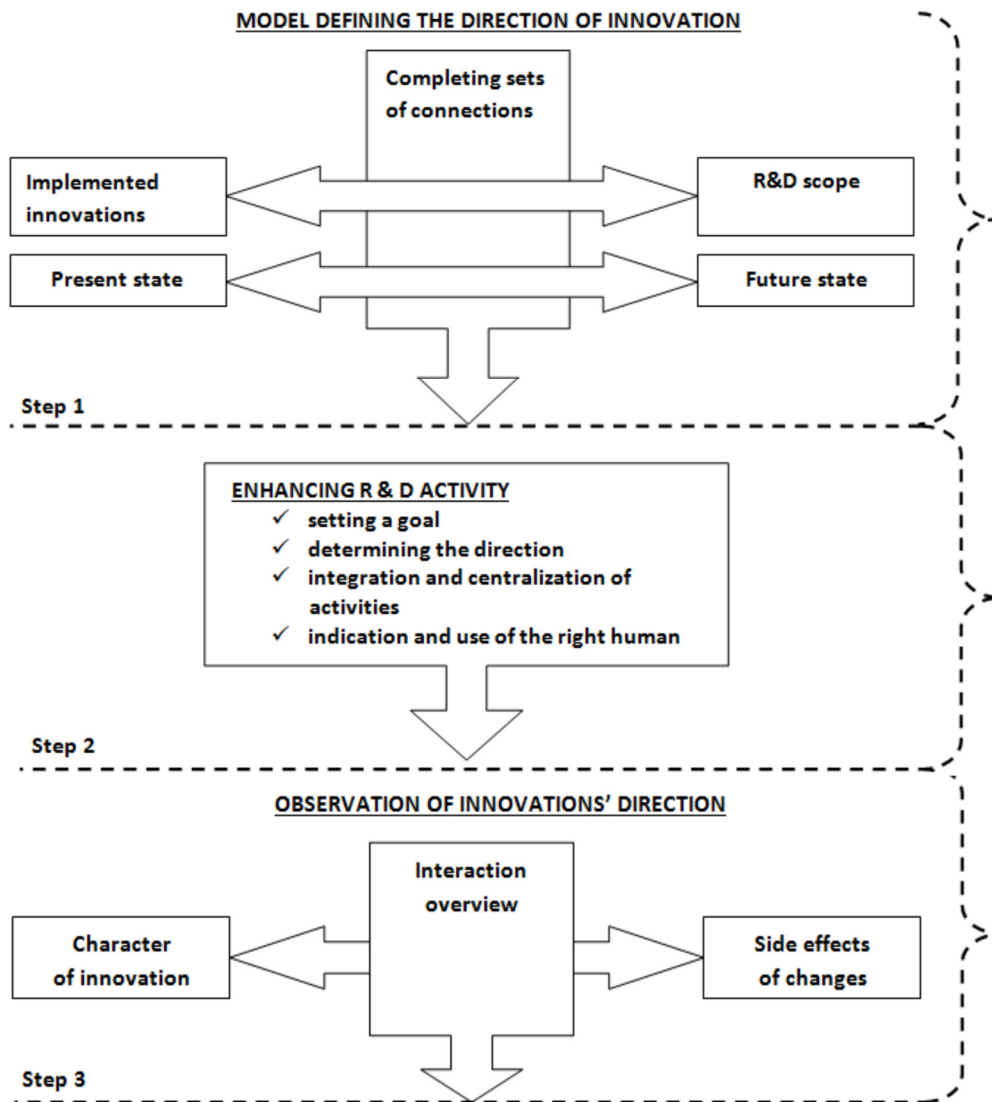 MODEL DEFINING THE DIRECTION OF INNOVATION
Completing sets
of connections
Implemented
innovations
R&D scope
Present state
Future state
Step 1
ENHANCING R & D ACTIVITY
✓ setting a goal
✓ determining the direction
✓ integration and centralization of
activities
✓ indication and use of the right human
Step 2
OBSERVATION OF INNOVATIONS’ DIRECTION
Interaction
overview
Character
of innovation
Side effects
of changes
Step 3